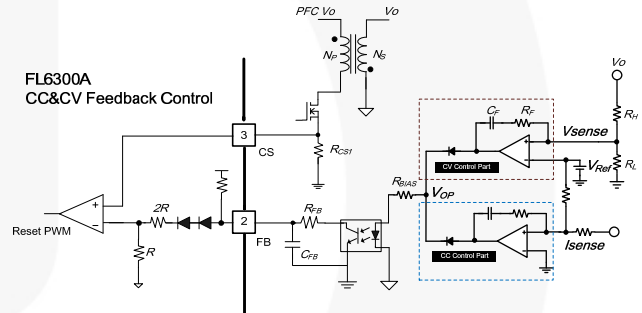 PFC Vo
Vo
NP
NS
FL6300A
CC&CV Feedback Control
3
CS
RCS1
Vo
RH
CF
RF
Vsense
+
−
CV Control Part
VRef
RL
RBIAS
VOP
+
−
Reset PWM
2R
R
2
FB
RFB
CFB
+
−
CC Control Part
Isense